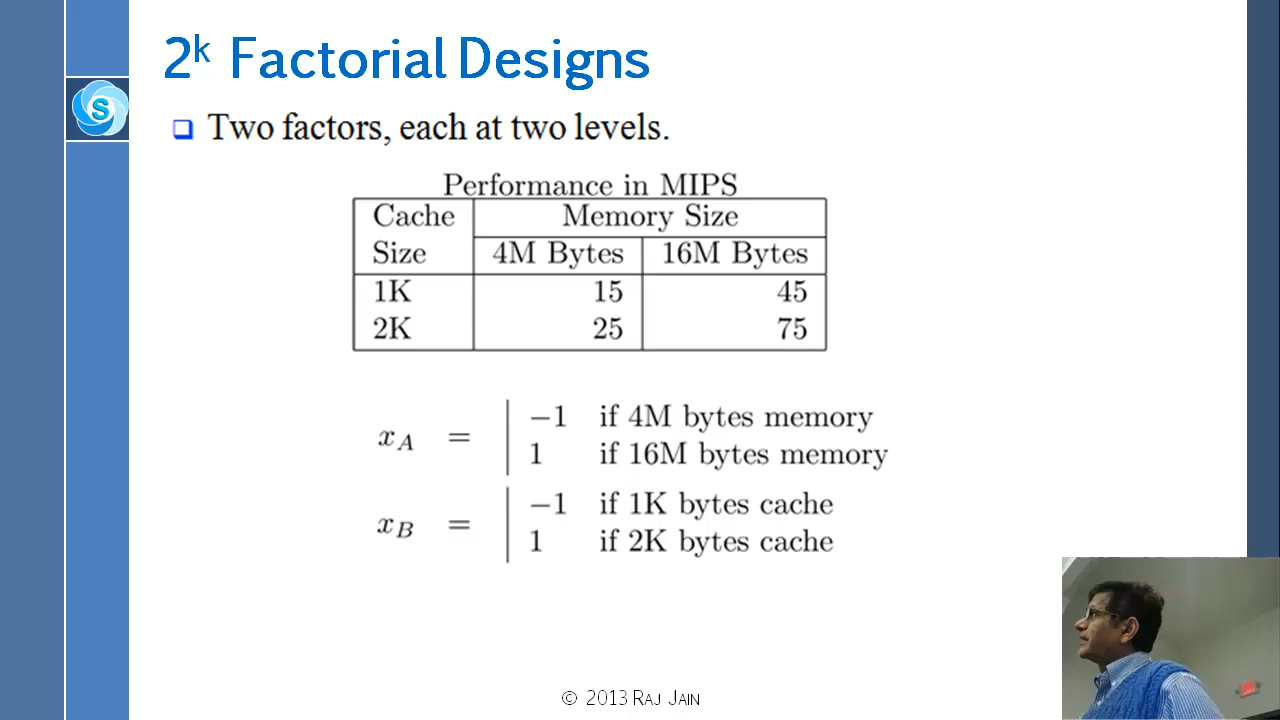 2ᵏ Factorial Designs
S
Two factors, each at two levels.
Performance in MIPS
Cache Size
Memory Size
4M Bytes 16M Bytes
1K 15 45
2K 25 75
x_A = −1 if 4M bytes memory
1 if 16M bytes memory
x_B = −1 if 1K bytes cache
1 if 2K bytes cache
© 2013 RAJ JAIN